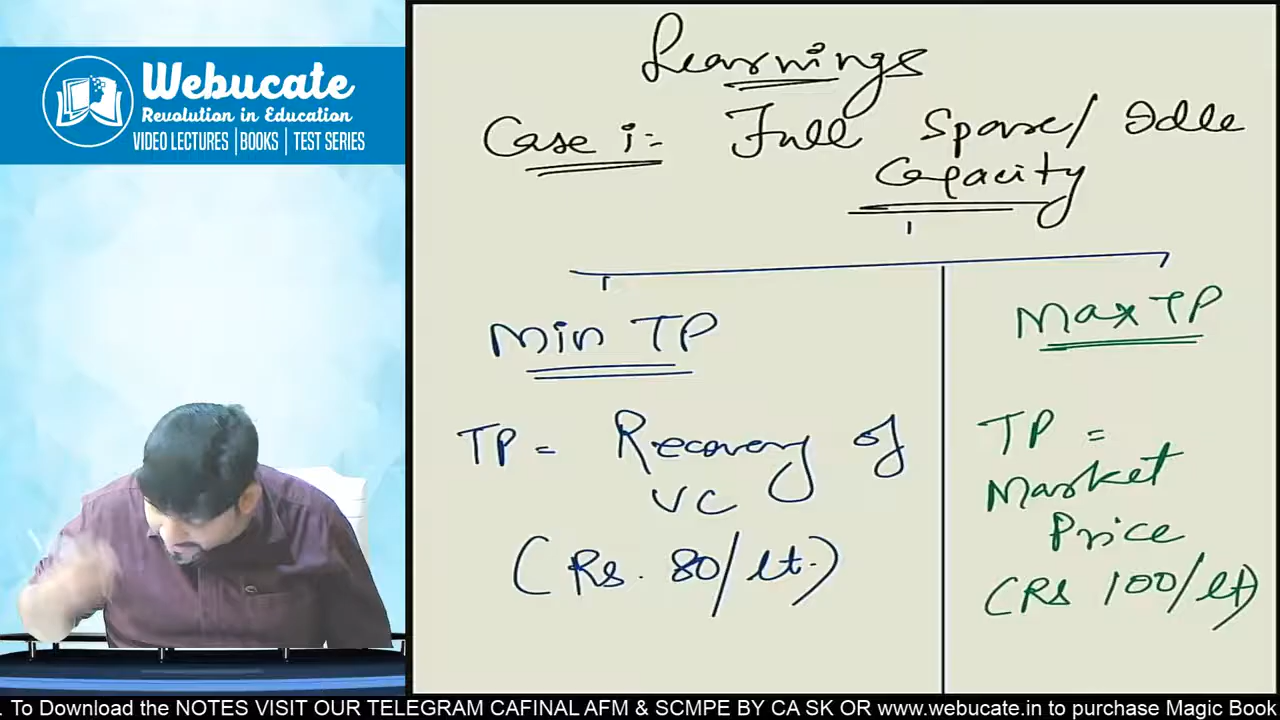 Webucate
Revolution in Education
VIDEO LECTURES |BOOKS | TEST SERIES
Learnings
Case i:- Full Spare/ Idle
Capacity
Min TP
TP = Recovery of
VC
(Rs. 80/lt.)
Max TP
TP =
Market
Price
(Rs 100/lt)
. To Download the NOTES VISIT OUR TELEGRAM CAFINAL AFM & SCMPE BY CA SK OR www.webucate.in to purchase Magic Book